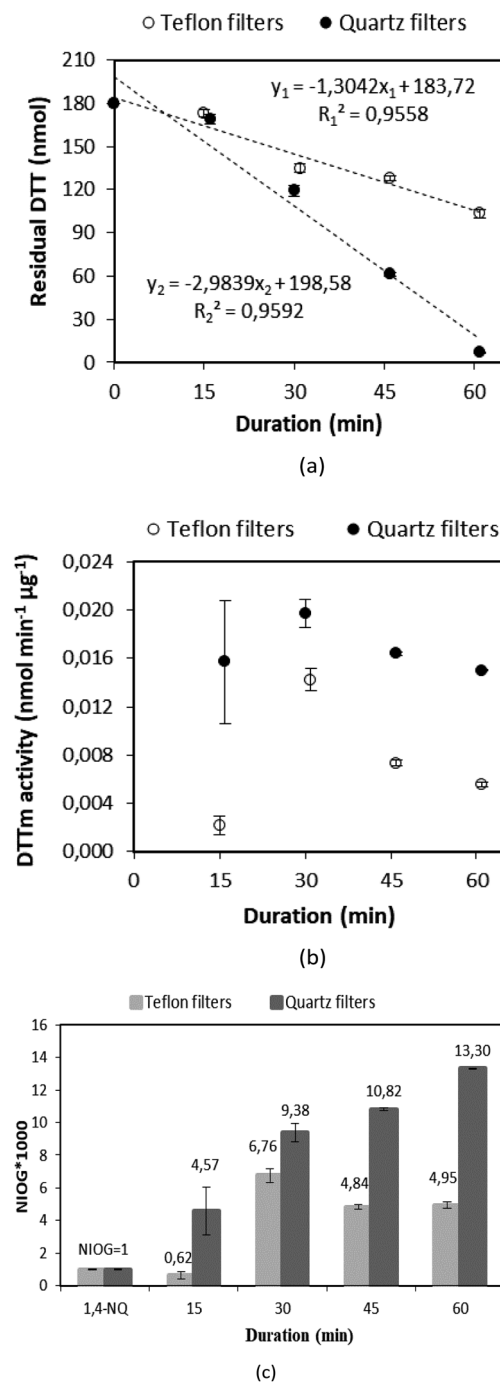 Teflon filters Quartz filters
210
180
150
120
90
60
30
0
Residual DTT (nmol)
y₁ = -1,3042x₁ + 183,72
R₁² = 0,9558
y₂ = -2,9839x₂ + 198,58
R₂² = 0,9592
0 15 30 45 60
Duration (min)
(a)
Teflon filters Quartz filters
0,024
0,020
0,016
0,012
0,008
0,004
0,000
DTTm activity (nmol min⁻¹ µg⁻¹)
0 15 30 45 60
Duration (min)
(b)
Teflon filters Quartz filters
16
14
12
10
8
6
4
2
0
NIOG*1000
NIOG=1
0,62
4,57
6,76
9,38
4,84
10,82
4,95
13,30
1,4-NQ 15 30 45 60
Duration (min)
(c)